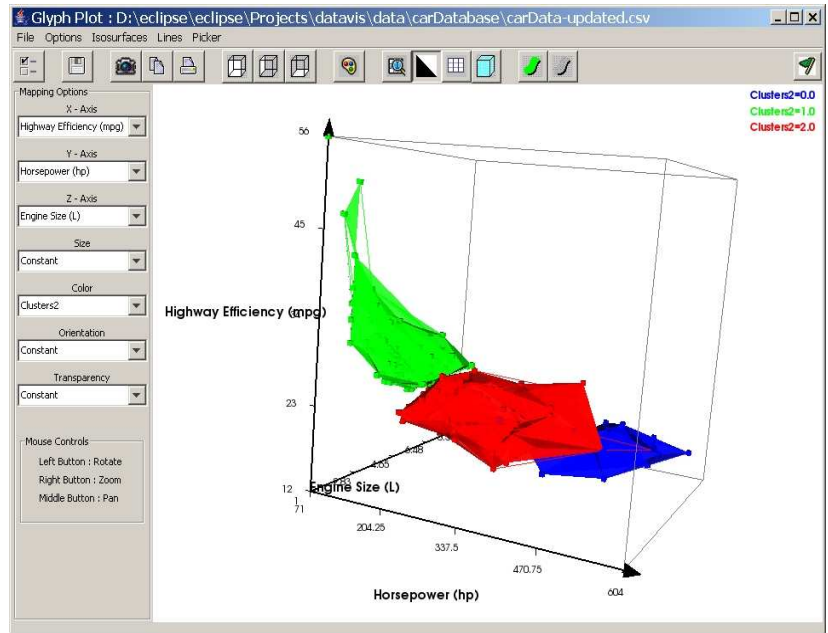 Glyph Plot : D:\eclipse\eclipse\Projects\datavis\data\carDatabase\carData-updated.csv
File Options Isosurfaces Lines Picker
Mapping Options
X - Axis
Highway Efficiency (mpg)
Y - Axis
Horsepower (hp)
Z - Axis
Engine Size (L)
Size
Constant
Color
Clusters2
Orientation
Constant
Transparency
Constant
Mouse Controls
Left Button : Rotate
Right Button : Zoom
Middle Button : Pan
Clusters2=0.0
Clusters2=1.0
Clusters2=2.0
56
45
Highway Efficiency (mpg)
23
6.48
4.65
2.83
12
Engine Size (L)
1
71
204.25
337.5
470.75
604
Horsepower (hp)